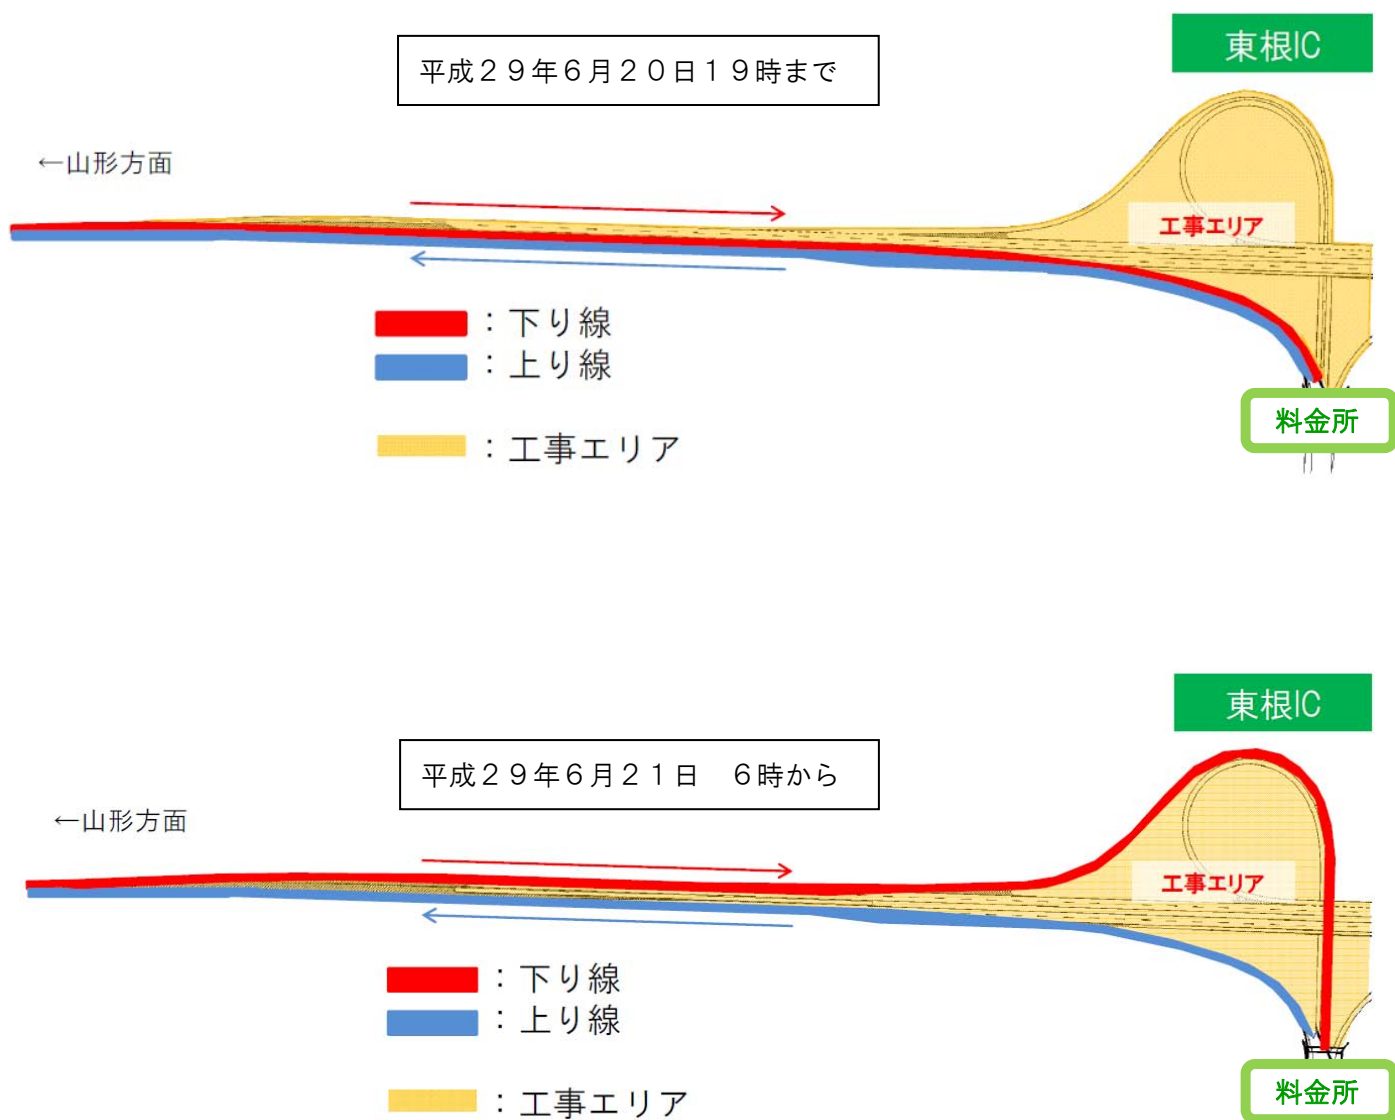 東根IC
平成２９年６月２０日１９時まで
←山形方面
工事エリア
：下り線
：上り線
料金所
：工事エリア
東根IC
平成２９年６月２１日　６時から
←山形方面
工事エリア
：下り線
：上り線
料金所
：工事エリア